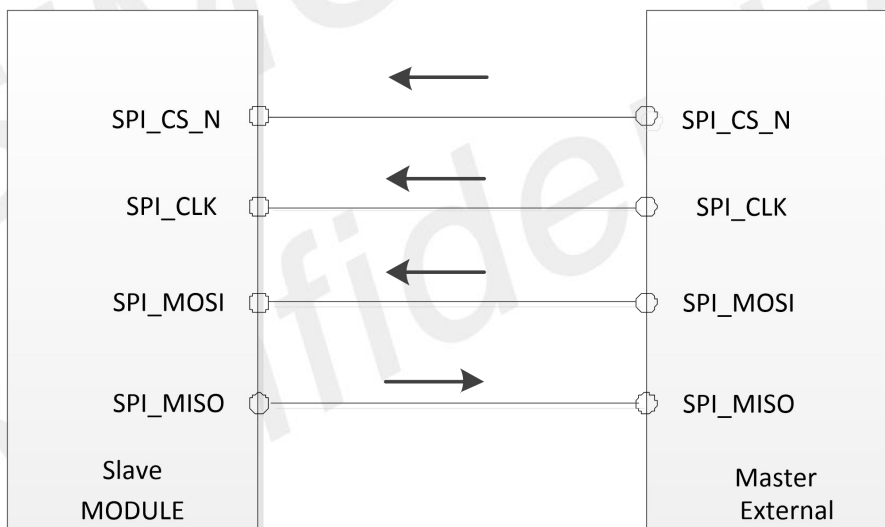 SPI_CS_N
SPI_CS_N
SPI_CLK
SPI_CLK
SPI_MOSI
SPI_MOSI
SPI_MISO
SPI_MISO
Slave
MODULE
Master
External